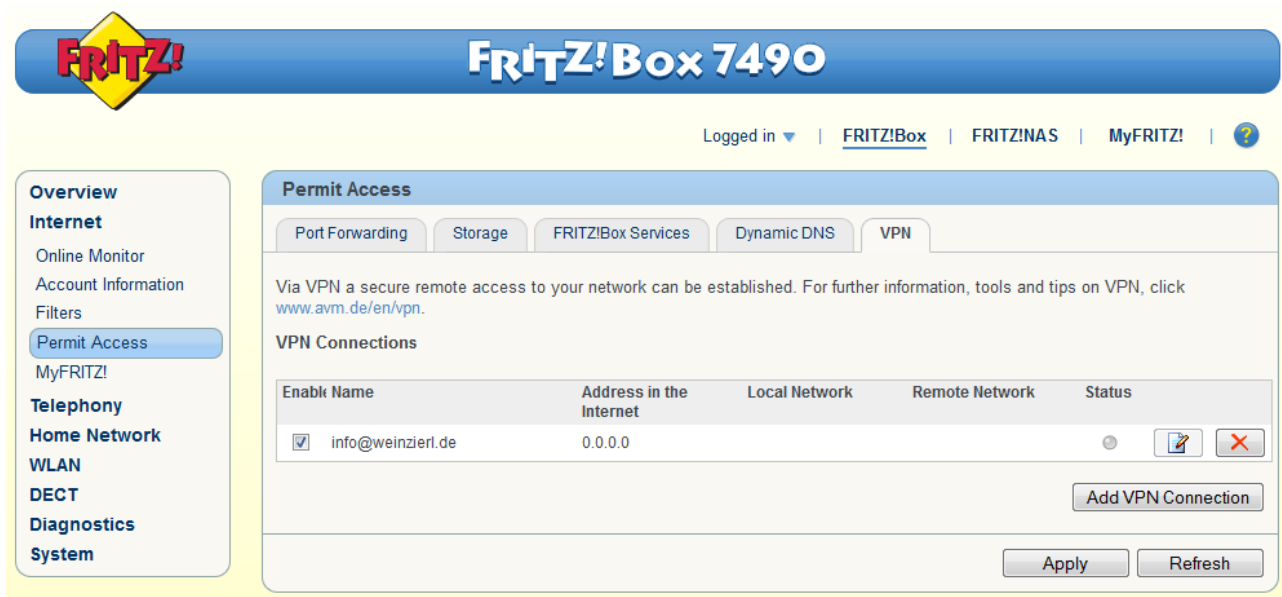 FRITZ!
FRITZ!Box 7490
Logged in | FRITZ!Box | FRITZ!NAS | MyFRITZ! | ?
Overview
Internet
Online Monitor
Account Information
Filters
Permit Access
MyFRITZ!
Telephony
Home Network
WLAN
DECT
Diagnostics
System
Permit Access
Port Forwarding Storage FRITZ!Box Services Dynamic DNS VPN
Via VPN a secure remote access to your network can be established. For further information, tools and tips on VPN, click
www.avm.de/en/vpn.
VPN Connections
Enable Name Address in the Internet Local Network Remote Network Status
info@weinzierl.de 0.0.0.0
Add VPN Connection
Apply Refresh